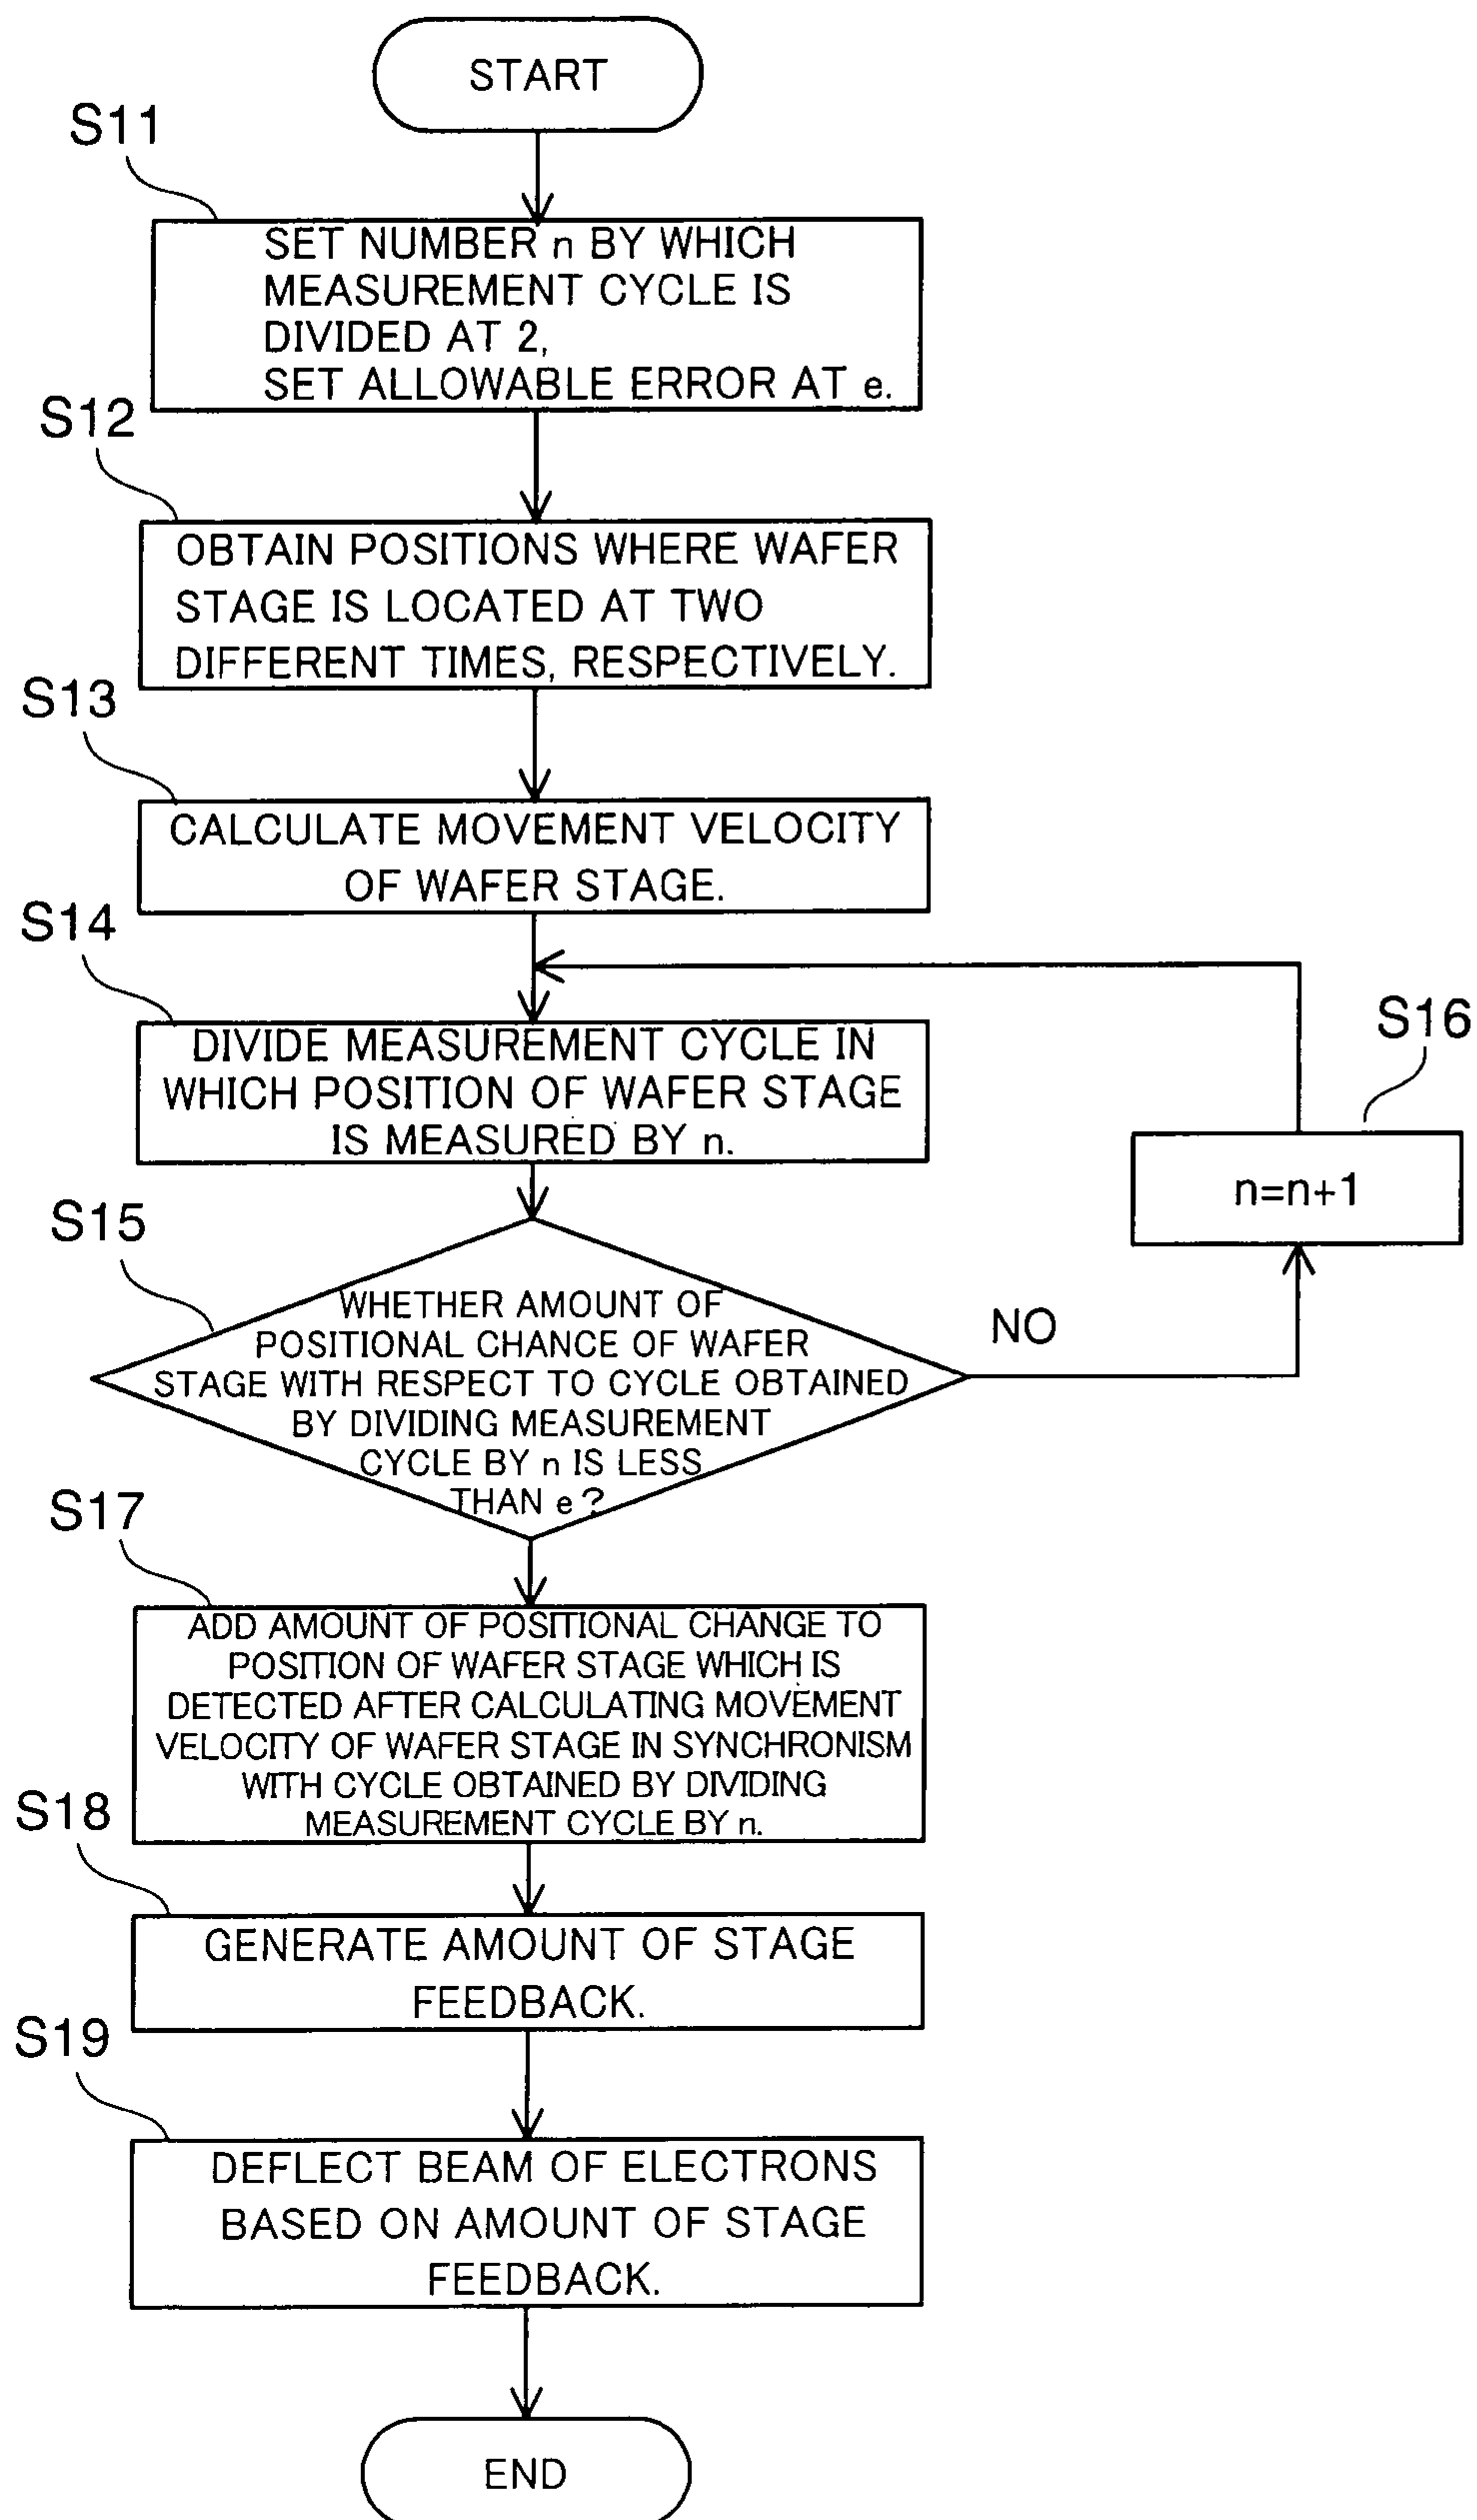 START
S11
SET NUMBER n BY WHICH
MEASUREMENT CYCLE IS
DIVIDED AT 2,
SET ALLOWABLE ERROR AT e.
S12
OBTAIN POSITIONS WHERE WAFER
STAGE IS LOCATED AT TWO
DIFFERENT TIMES, RESPECTIVELY.
S13
CALCULATE MOVEMENT VELOCITY
OF WAFER STAGE.
S14
DIVIDE MEASUREMENT CYCLE IN
WHICH POSITION OF WAFER STAGE
IS MEASURED BY n.
S16
n=n+1
S15
WHETHER AMOUNT OF
POSITIONAL CHANCE OF WAFER
STAGE WITH RESPECT TO CYCLE OBTAINED
BY DIVIDING MEASUREMENT
CYCLE BY n IS LESS
THAN e?
NO
S17
ADD AMOUNT OF POSITIONAL CHANGE TO
POSITION OF WAFER STAGE WHICH IS
DETECTED AFTER CALCULATING MOVEMENT
VELOCITY OF WAFER STAGE IN SYNCHRONISM
WITH CYCLE OBTAINED BY DIVIDING
MEASUREMENT CYCLE BY n.
S18
GENERATE AMOUNT OF STAGE
FEEDBACK.
S19
DEFLECT BEAM OF ELECTRONS
BASED ON AMOUNT OF STAGE
FEEDBACK.
END